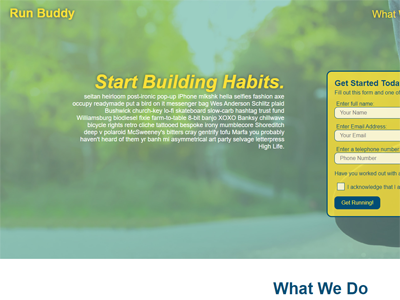 Run Buddy
What W
Start Building Habits.
seitan heirloom post-ironic pop-up iPhone mlkshk hella selfies fashion axe
occupy readymade put a bird on it messenger bag Wes Anderson Schlitz plaid
Bushwick church-key lo-fi skateboard slow-carb hashtag trust fund
Williamsburg biodiesel fixie farm-to-table 8-bit banjo XOXO Banksy chillwave
bicycle rights retro cliche tattooed bespoke irony mumblecore Shoreditch
deep v polaroid McSweeney's bitters cray gentrify lofu Marfa you probably
haven't heard of them yr banh mi asymmetrical art party selvage letterpress
High Life.
Get Started Today
Fill out this form and one of
Enter full name
Your Name
Enter Email Address:
Your Email
Enter a telephone number:
Phone Number
Have you worked out with a
I acknowledge that I a
Get Running!
What We Do